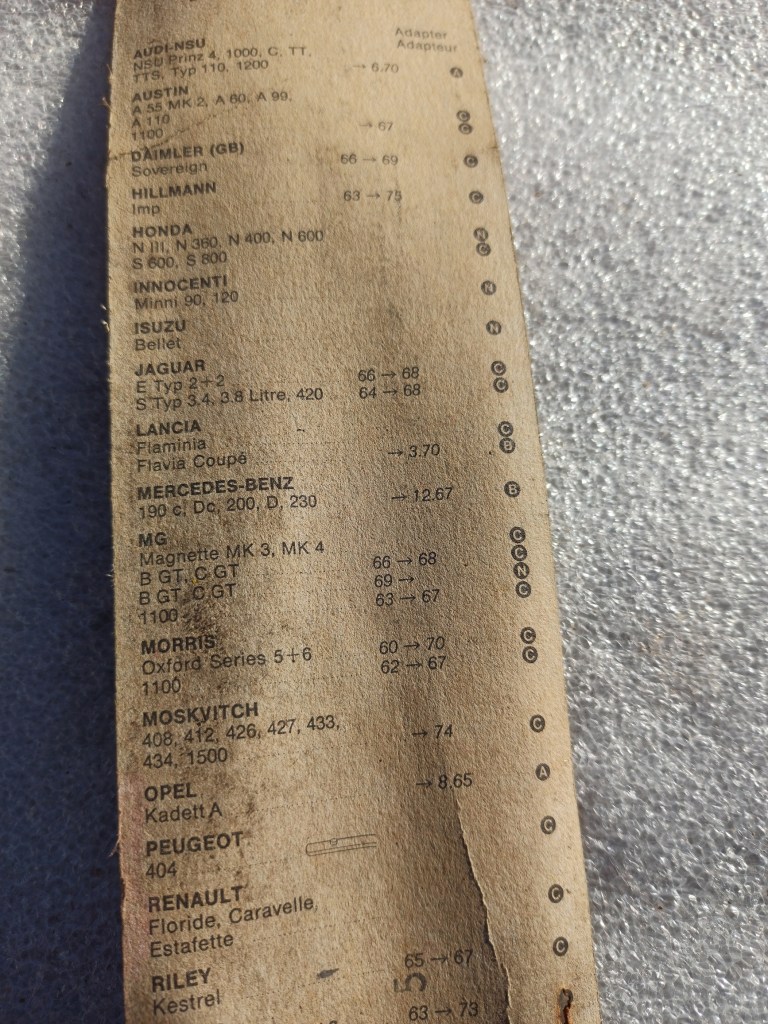 Adapter
Adapteur
AUDI-NSU
NSU Prinz 4, 1000, C, TT,
TTS, Typ 110, 1200 → 6.70 A
AUSTIN
A 55 MK 2, A 60, A 99,
A 110 C
1100 → 67 C
DAIMLER (GB)
Sovereign 66 → 69 C
HILLMANN
Imp 63 → 75 C
HONDA
N III, N 360, N 400, N 600 N
S 600, S 800 C
INNOCENTI
Minni 90, 120 N
ISUZU
Bellet N
JAGUAR
E Typ 2+2 66 → 68 C
S Typ 3.4, 3.8 Litre, 420 64 → 68 C
LANCIA
Flaminia C
Flavia Coupé → 3.70 B
MERCEDES-BENZ
190 c, Dc, 200, D, 230 → 12.67 B
MG
Magnette MK 3, MK 4 C
B GT, C GT 66 → 68 C
B GT, C GT 69 → N
1100 63 → 67 C
MORRIS
Oxford Series 5+6 60 → 70 C
1100 62 → 67 C
MOSKVITCH
408, 412, 426, 427, 433,
434, 1500 → 74 C
OPEL
Kadett A → 8.65 A
PEUGEOT
404 C
RENAULT
Floride, Caravelle, C
Estafette C
RILEY
Kestrel 65 → 67
5
63 → 73